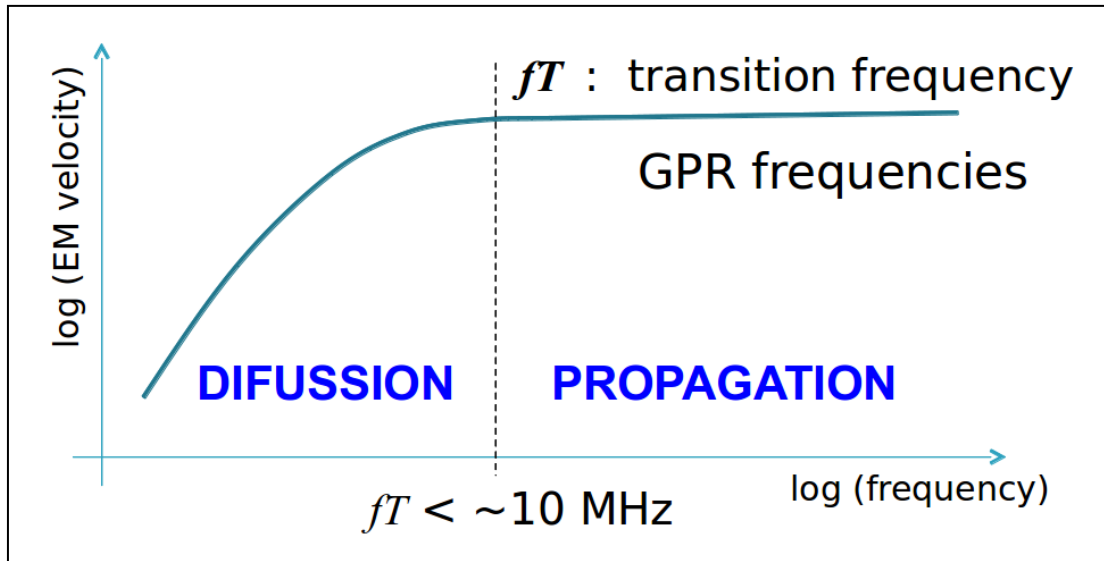 fT : transition frequency
GPR frequencies
log (EM velocity)
DIFUSSION
PROPAGATION
log (frequency)
fT < ~10 MHz